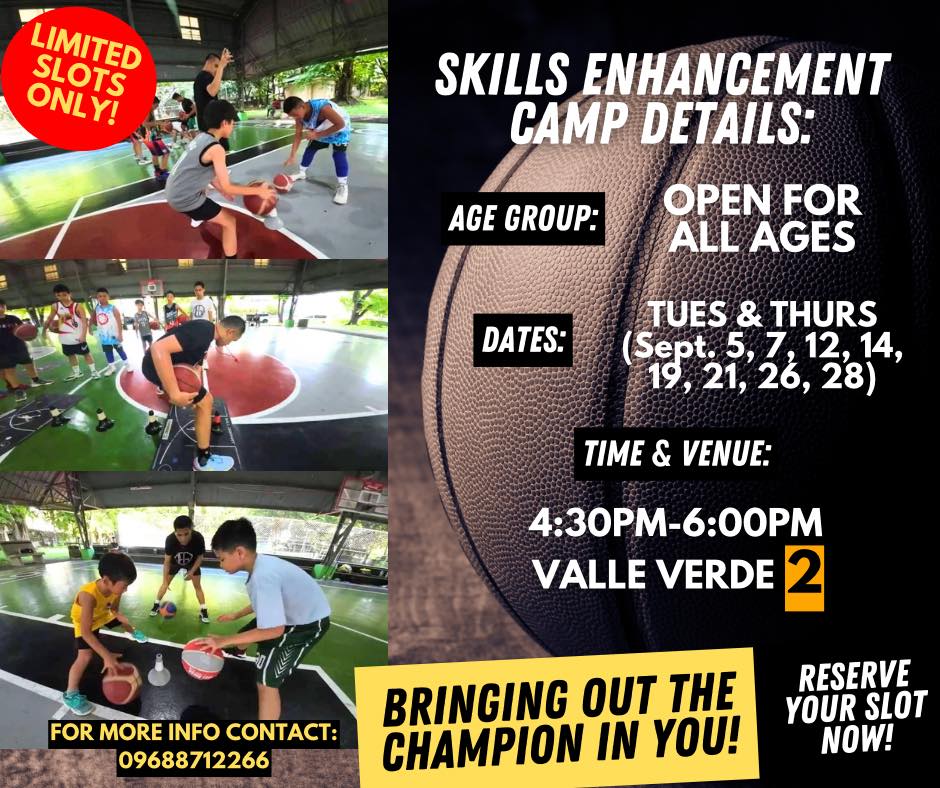 LIMITED
SLOTS
ONLY!
SKILLS ENHANCEMENT
CAMP DETAILS:
AGE GROUP:
OPEN FOR
ALL AGES
DATES:
TUES & THURS
(Sept. 5, 7, 12, 14,
19, 21, 26, 28)
TIME & VENUE:
4:30PM-6:00PM
VALLE VERDE 2
FOR MORE INFO CONTACT:
09688712266
BRINGING OUT THE
CHAMPION IN YOU!
RESERVE
YOUR SLOT
NOW!